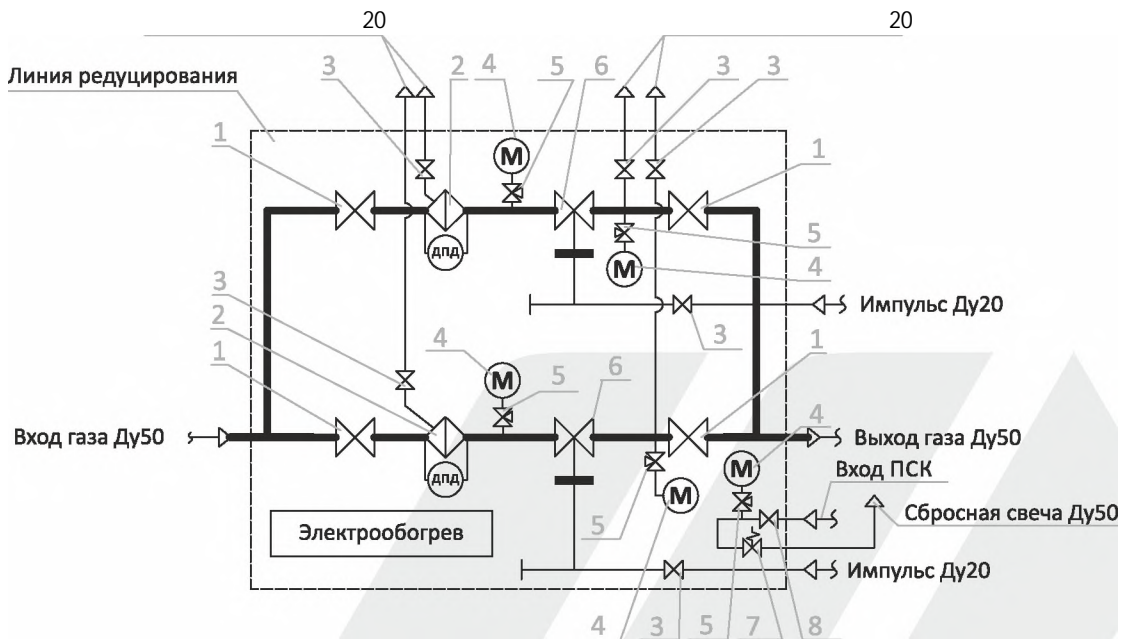 20 20
Линия редуцирования 3 2 4 5 6 3 3
1 М 1
дпд 5
М 4
3
2 Импульс Ду20
1 4 М 5 6 3 1
Вход газа Ду50 4 Выход газа Ду50
М Вход ПСК
дпд М Сбросная свеча Ду50
Электрообогрев 5
Импульс Ду20
4 3 5 7 8